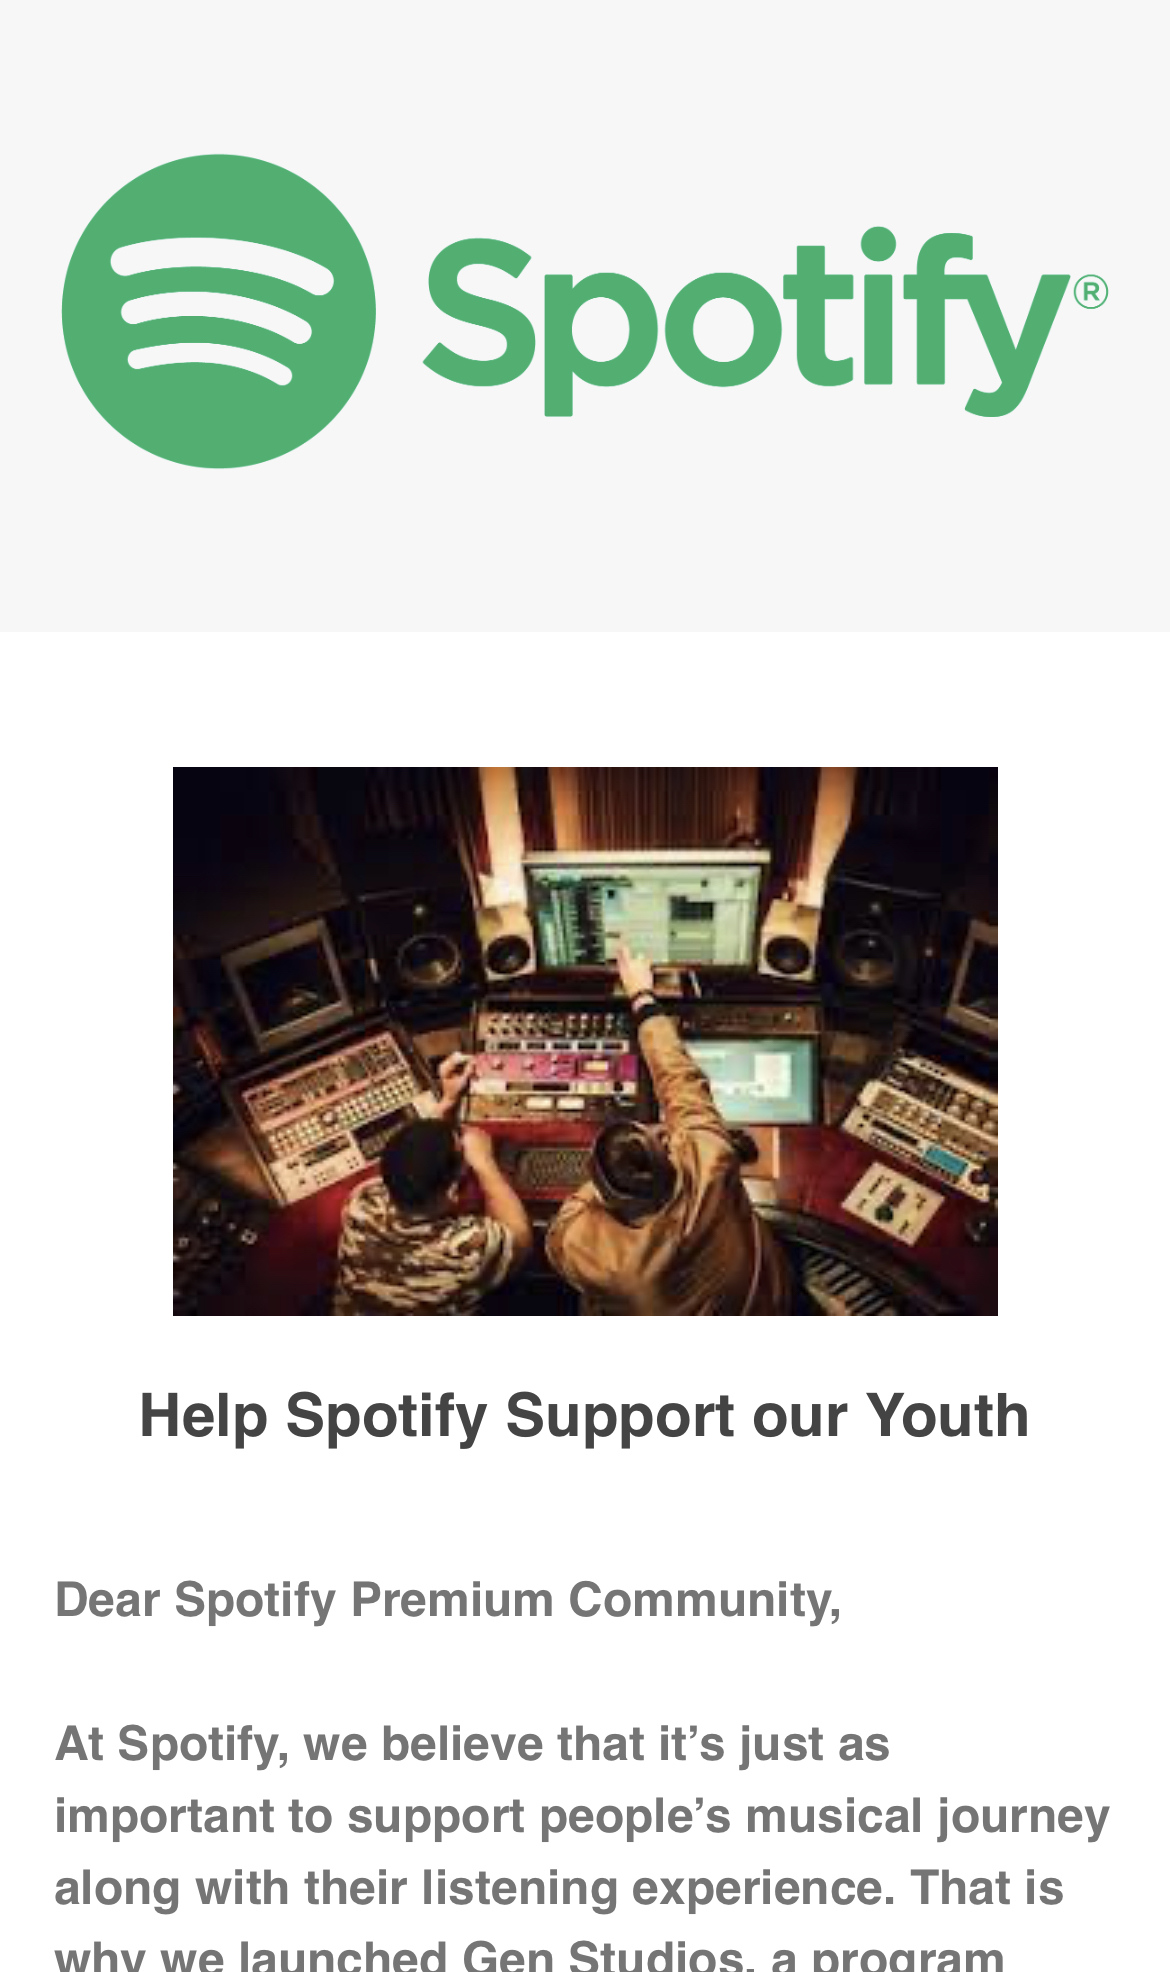 Spotify®
Help Spotify Support our Youth
Dear Spotify Premium Community,
At Spotify, we believe that it’s just as
important to support people’s musical journey
along with their listening experience. That is
why we launched Gen Studios, a program